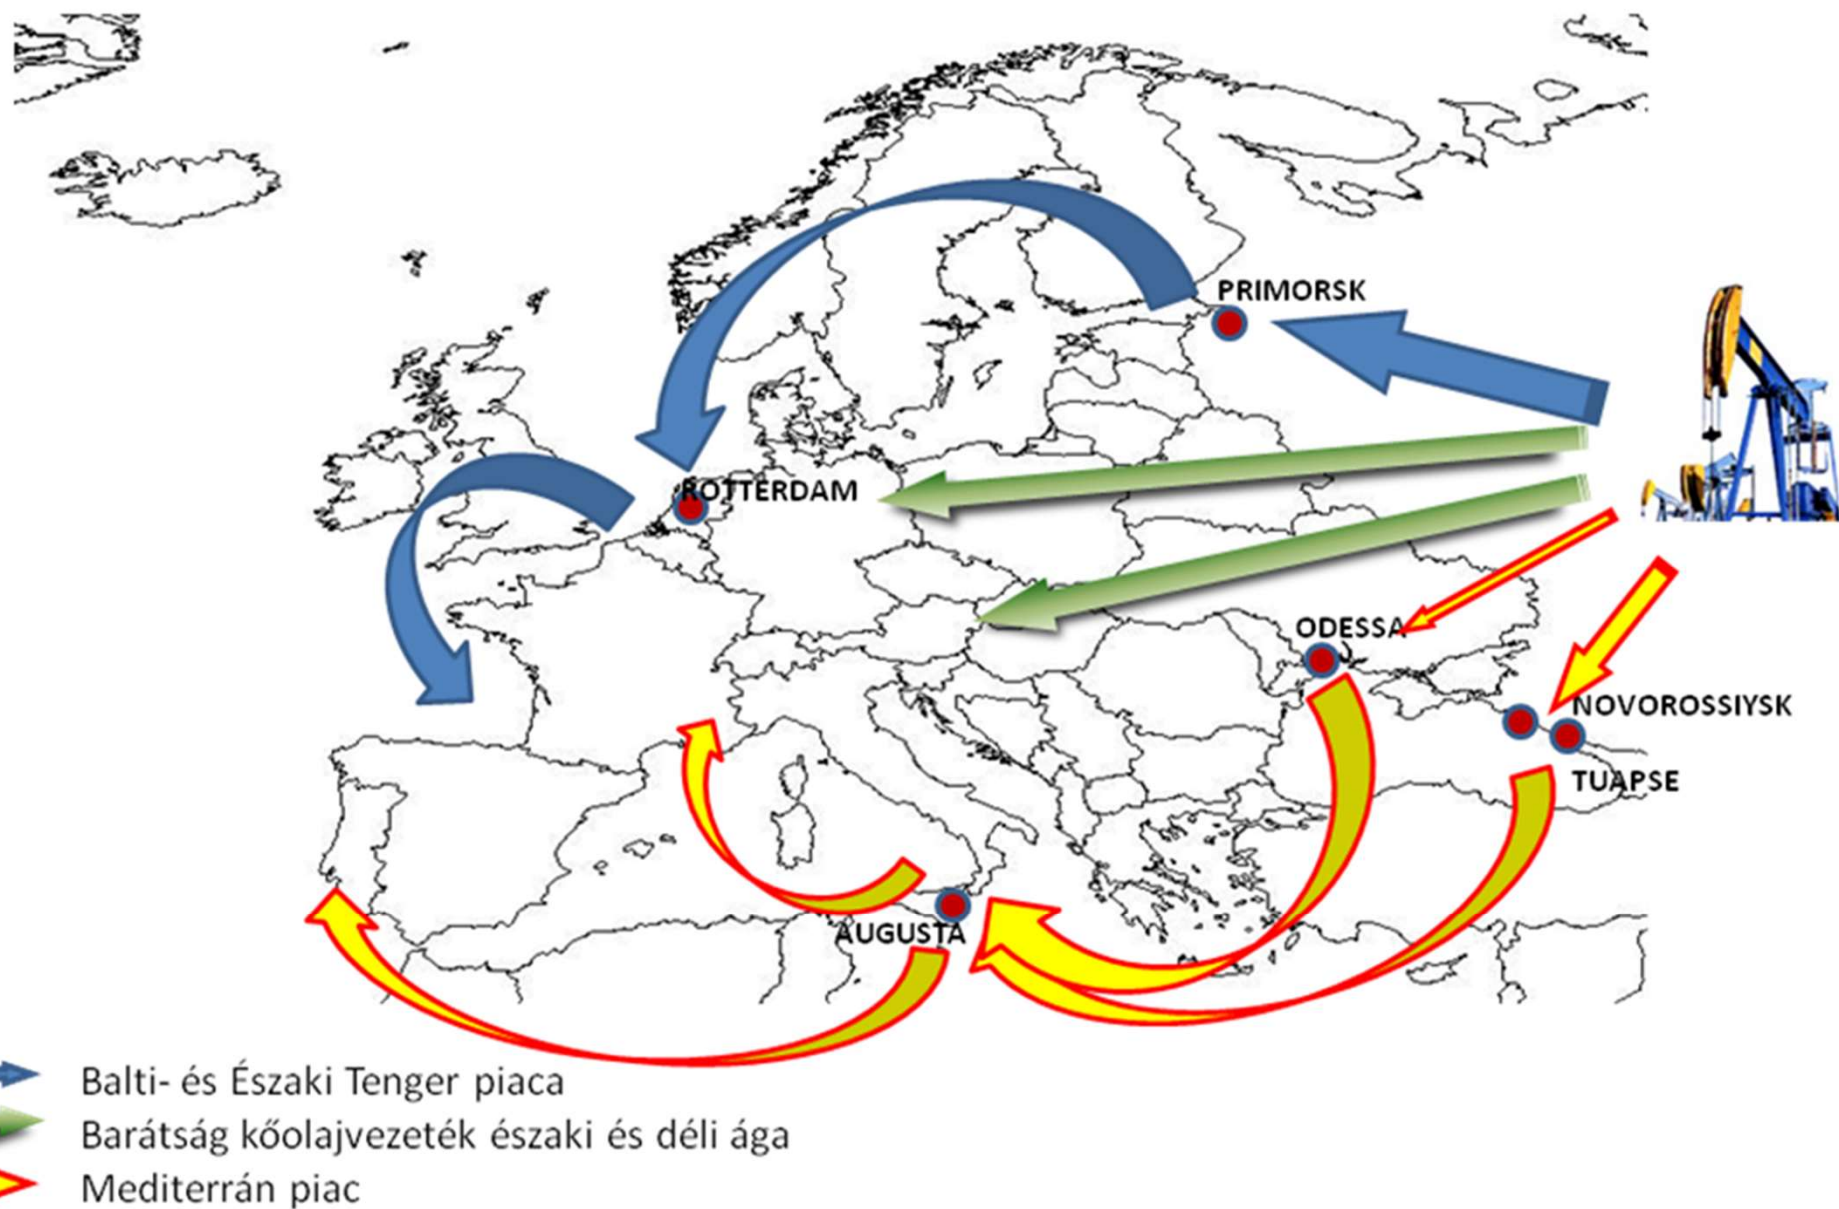 PRIMORSK
ROTTERDAM
ODESSA
NOVOROSSIYSK
TUAPSE
AUGUSTA
Balti- és Északi Tenger piaca
Barátság kőolajvezeték északi és déli ága
Mediterrán piac